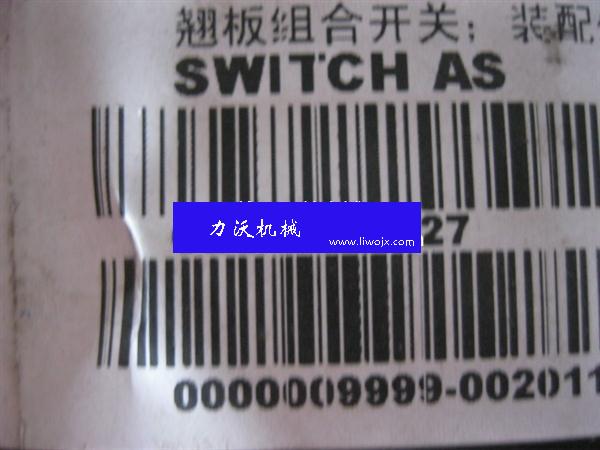 翘板组合开关; 装配
SWITCH AS
力沃机械
www.liwojx.com
27
0000009999-002011